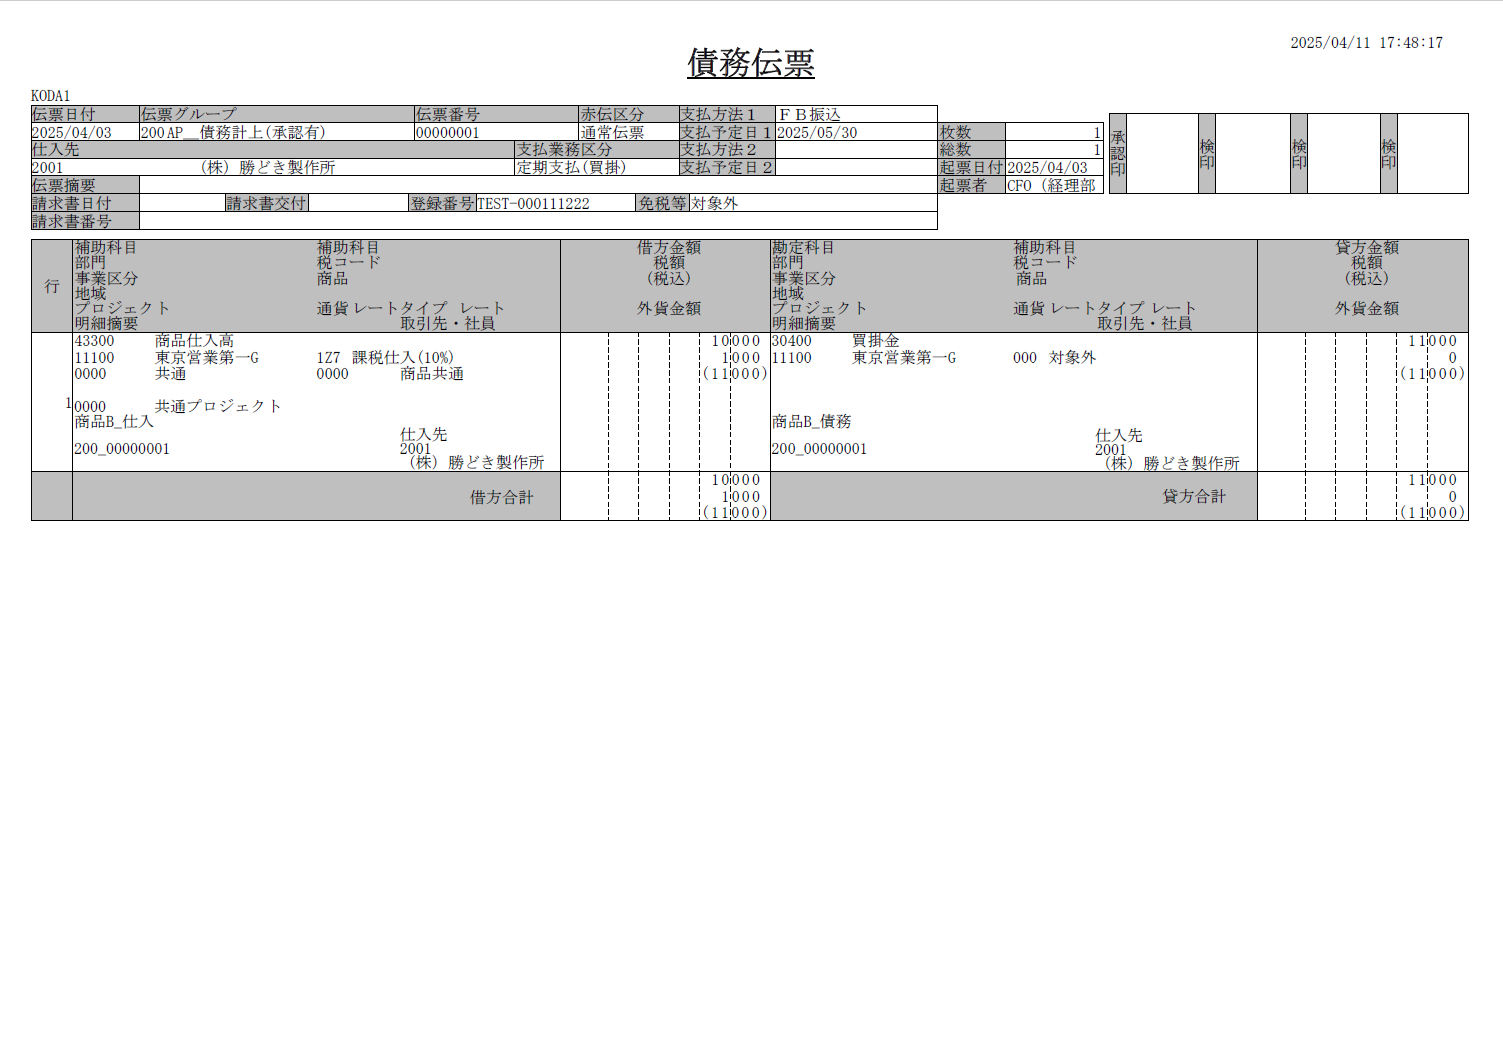 2025/04/11 17:48:17
債務伝票
KODA1
伝票日付 伝票グループ 伝票番号 赤伝区分 支払方法１ ＦＢ振込
2025/04/03 200 AP＿債務計上(承認有) 00000001 通常伝票 支払予定日１ 2025/05/30 枚数 1
仕入先 支払業務区分 支払方法２ 総数 1
2001 （株）勝どき製作所 定期支払(買掛) 支払予定日２ 起票日付 2025/04/03
伝票摘要 起票者 CFO（経理部
承認印 検印 検印 検印
請求書日付 請求書交付 登録番号 TEST-000111222 免税等 対象外
請求書番号
行
補助科目 補助科目 借方金額 勘定科目 補助科目 貸方金額
部門 税コード 税額 部門 税コード 税額
事業区分 商品 （税込） 事業区分 商品 （税込）
地域 地域
プロジェクト 通貨 レートタイプ レート 外貨金額 プロジェクト 通貨 レートタイプ レート 外貨金額
明細摘要 取引先・社員 明細摘要 取引先・社員
43300 商品仕入高 10000 30400 買掛金 11000
11100 東京営業第一G 1Z7 課税仕入(10%) 1000 11100 東京営業第一G 000 対象外 0
0000 共通 0000 商品共通 (11000) (11000)
1 0000 共通プロジェクト
商品B_仕入 商品B_債務
仕入先 仕入先
200_00000001 2001 200_00000001 2001
（株）勝どき製作所 （株）勝どき製作所
10000 11000
借方合計 1000 貸方合計 0
(11000) (11000)